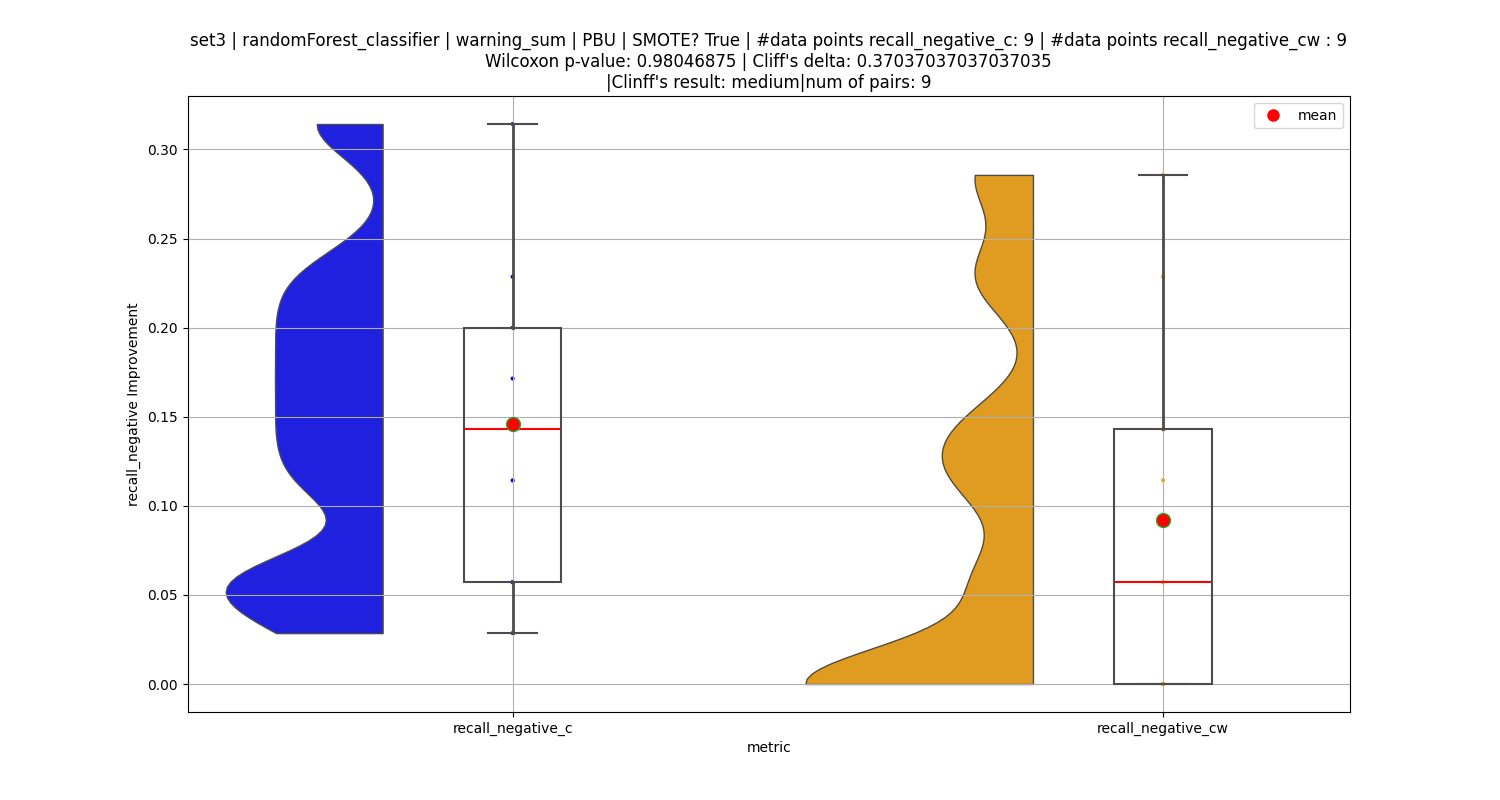 set3 | randomForest_classifier | warning_sum | PBU | SMOTE? True | #data points recall_negative_c: 9 | #data points recall_negative_cw : 9
Wilcoxon p-value: 0.98046875 | Cliff's delta: 0.37037037037037035
|Clinff's result: medium|num of pairs: 9
mean
0.30
0.25
0.20
0.15
0.10
0.05
0.00
recall_negative Improvement
recall_negative_c
recall_negative_cw
metric